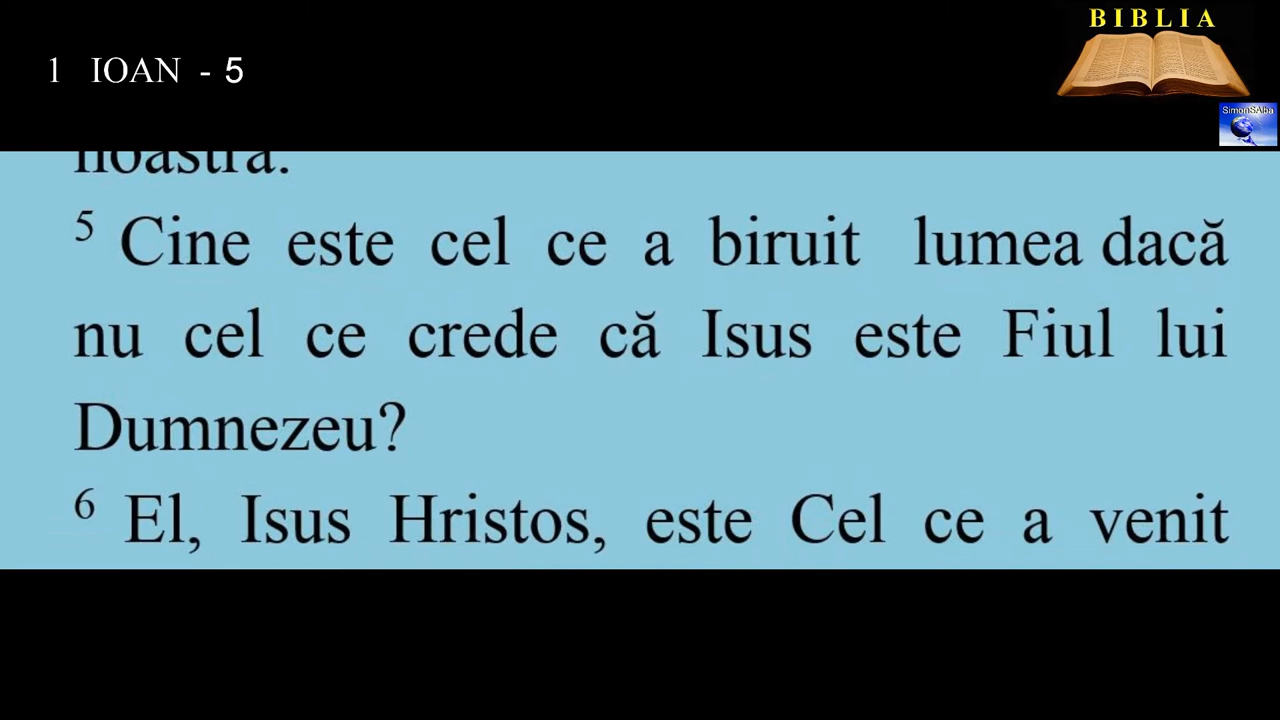 BIBLIA
1 IOAN - 5
SimonSAlba
noastră.
5 Cine este cel ce a biruit lumea dacă
nu cel ce crede că Isus este Fiul lui
Dumnezeu?
6 El, Isus Hristos, este Cel ce a venit